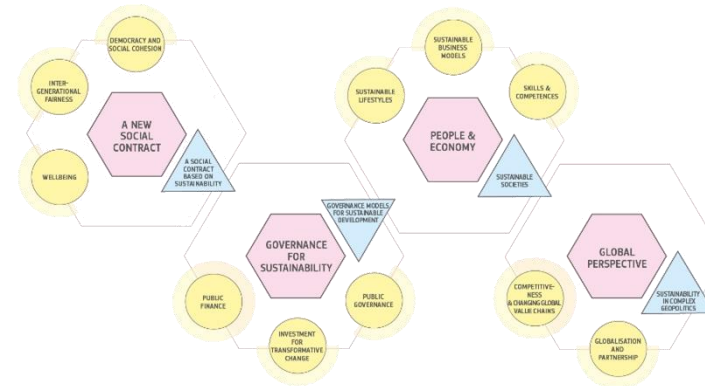 DEMOCRACY AND
SOCIAL COHESION
INTER-
GENERATIONAL
FAIRNESS
WELLBEING
A NEW
SOCIAL
CONTRACT
A SOCIAL
CONTRACT
BASED ON
SUSTAINABILITY
GOVERNANCE
FOR
SUSTAINABILITY
GOVERNANCE MODELS
FOR SUSTAINABLE
DEVELOPMENT
PUBLIC
FINANCE
INVESTMENT
FOR
TRANSFORMATIVE
CHANGE
PUBLIC
GOVERNANCE
SUSTAINABLE
BUSINESS
MODELS
SUSTAINABLE
LIFESTYLES
SKILLS &
COMPETENCES
PEOPLE &
ECONOMY
SUSTAINABLE
SOCIETIES
GLOBAL
PERSPECTIVE
SUSTAINABILITY
IN COMPLEX
GEOPOLITICS
COMPETITIVE-
NESS
& CHANGING GLOBAL
VALUE CHAINS
GLOBALISATION
AND
PARTNERSHIP